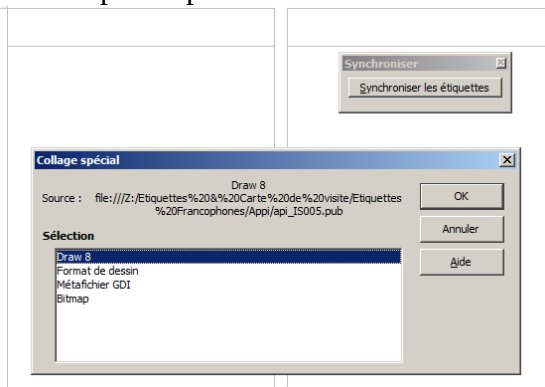 Synchroniser
Synchroniser les étiquettes
Collage spécial
Draw 8
Source : file:///Z:/Etiquettes%20&%20Carte%20de%20visite/Etiquettes
%20Francophones/Appi/api_IS005.pub
OK
Annuler
Aide
Sélection
Draw 8
Format de dessin
Métafichier GDI
Bitmap